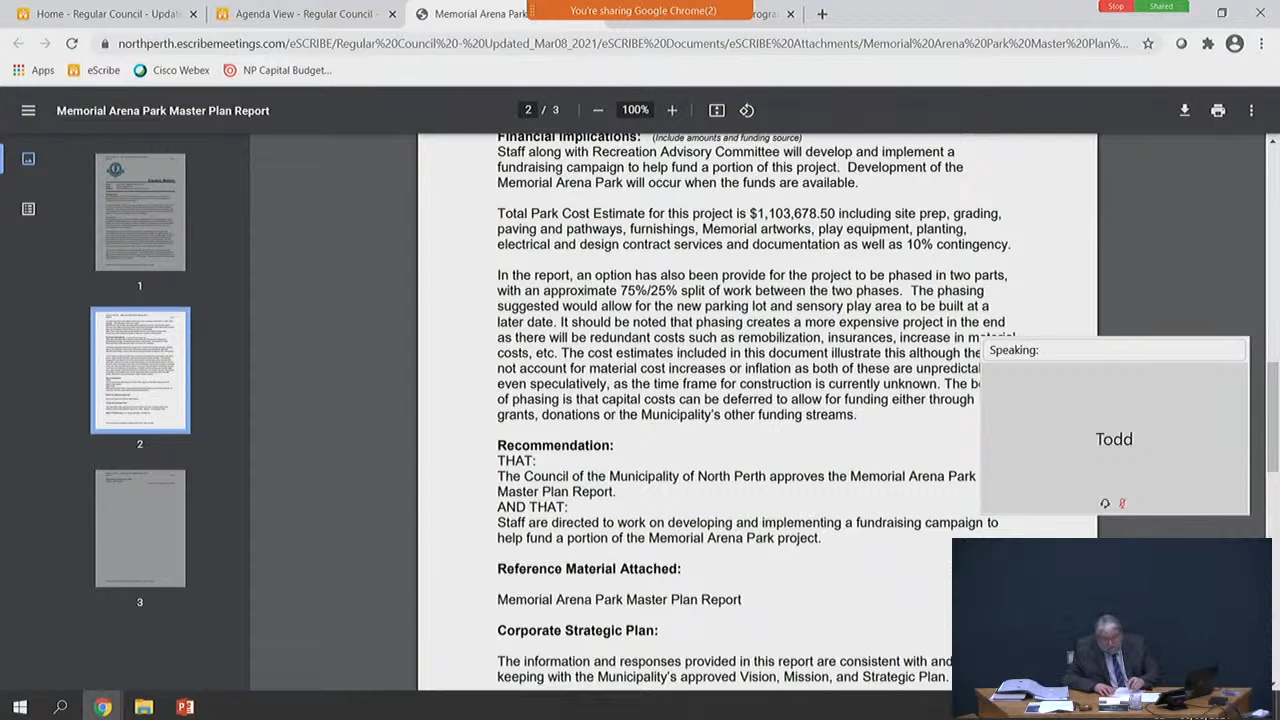 Home - Regular Council - Updat
Agenda View - Regular Council -
Memorial Arena Park
You're sharing Google Chrome(2)
Stop
Shared
northperth.escribemeetings.com/eSCRIBE/Regular%20Council%20-%20Updated_Mar08_2021/eSCRIBE%20Documents/eSCRIBE%20Attachments/Memorial%20Arena%20Park%20Master%20Plan%...
Apps
eScribe
Cisco Webex
NP Capital Budget...
Memorial Arena Park Master Plan Report
2 / 3
100%
1
2
3
Financial Implications: (Include amounts and funding source)
Staff along with Recreation Advisory Committee will develop and implement a
fundraising campaign to help fund a portion of this project. Development of the
Memorial Arena Park will occur when the funds are available.
Total Park Cost Estimate for this project is $1,103,678.50 including site prep, grading,
paving and pathways, furnishings, Memorial artworks, play equipment, planting,
electrical and design contract services and documentation as well as 10% contingency.
In the report, an option has also been provide for the project to be phased in two parts,
with an approximate 75%/25% split of work between the two phases. The phasing
suggested would allow for the new parking lot and sensory play area to be built at a
later date. It should be noted that phasing creates a more expensive project in the end
as there will be redundant costs such as remobilization, insurances, increase in material
costs, etc. The cost estimates included in this document illustrate this although the
not account for material cost increases or inflation as both of these are unpredictal
even speculatively, as the time frame for construction is currently unknown. The b
of phasing is that capital costs can be deferred to allow for funding either through
grants, donations or the Municipality's other funding streams.
Recommendation:
THAT:
The Council of the Municipality of North Perth approves the Memorial Arena Park
Master Plan Report.
AND THAT:
Staff are directed to work on developing and implementing a fundraising campaign to
help fund a portion of the Memorial Arena Park project.
Reference Material Attached:
Memorial Arena Park Master Plan Report
Corporate Strategic Plan:
The information and responses provided in this report are consistent with and
keeping with the Municipality's approved Vision, Mission, and Strategic Plan.
Speaking:
Todd